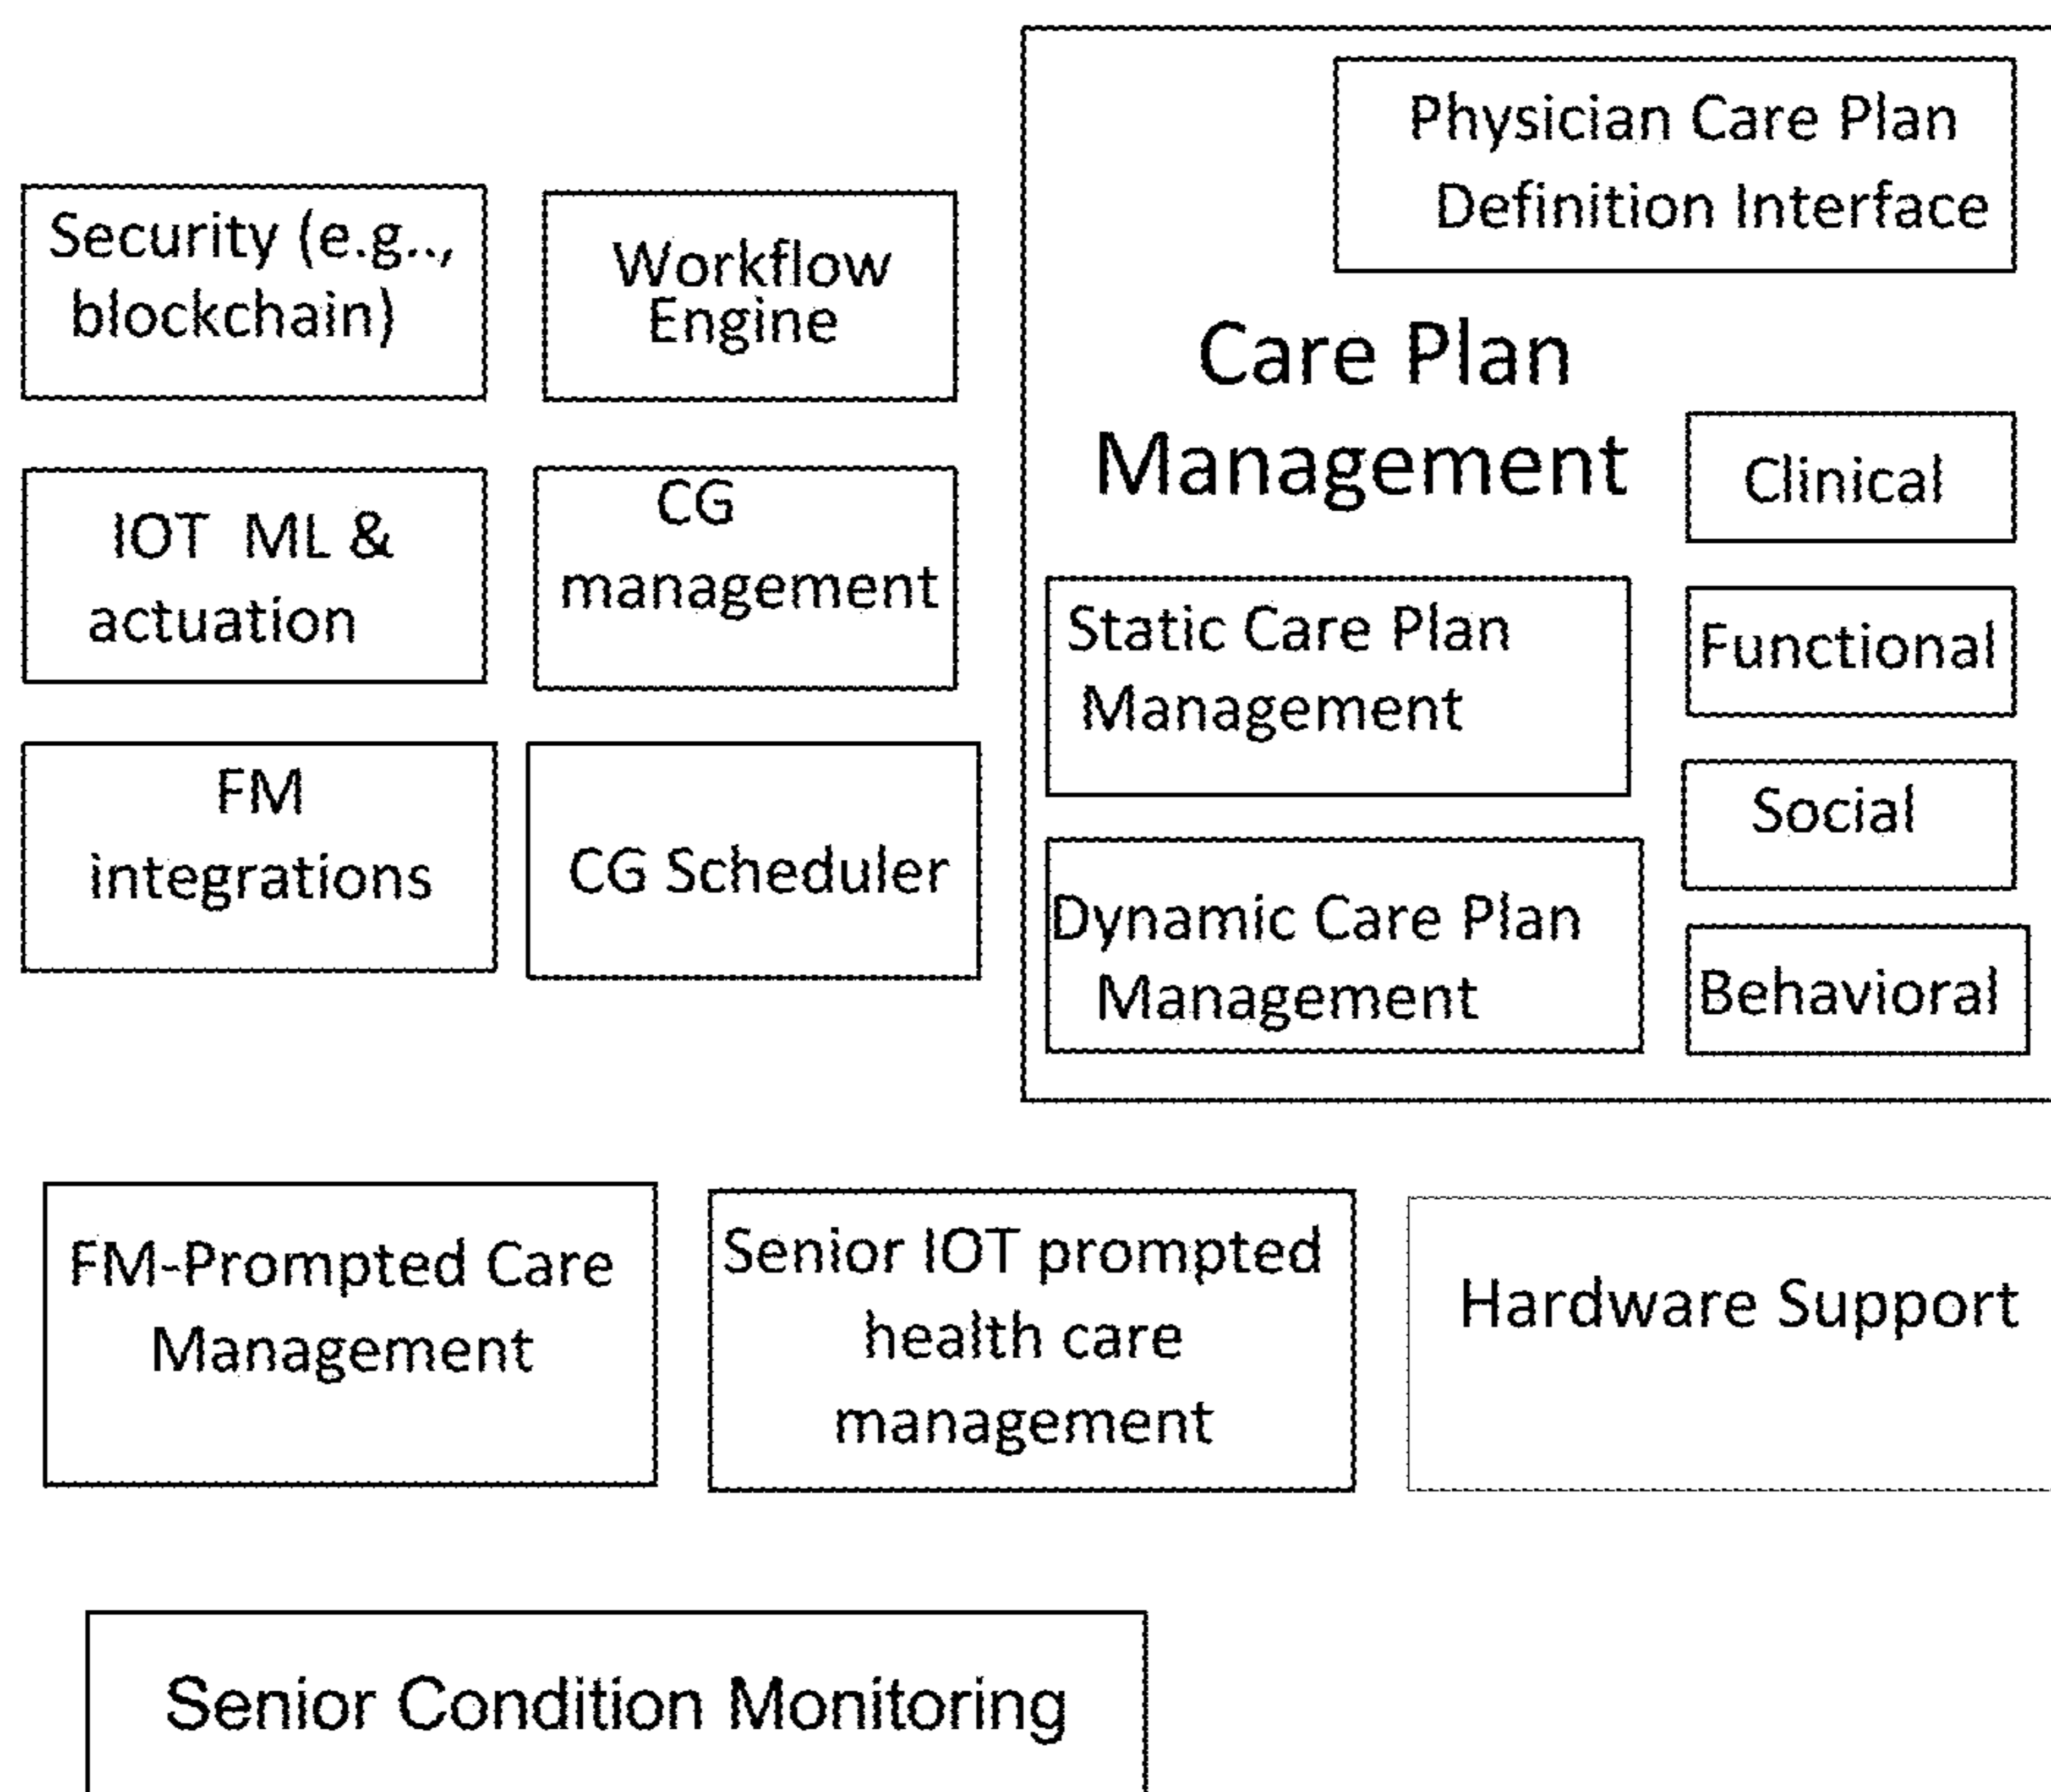 Physician Care Plan
Definition Interface
Security (e.g..,
blockchain)
Workflow
Engine
Care Plan
Management
Clinical
IOT  ML &
actuation
CG
management
Static Care Plan
Management
Functional
FM
integrations
CG Scheduler
Social
Dynamic Care Plan
Management
Behavioral
FM-Prompted Care
Management
Senior IOT prompted
health care
management
Hardware Support
Senior Condition Monitoring